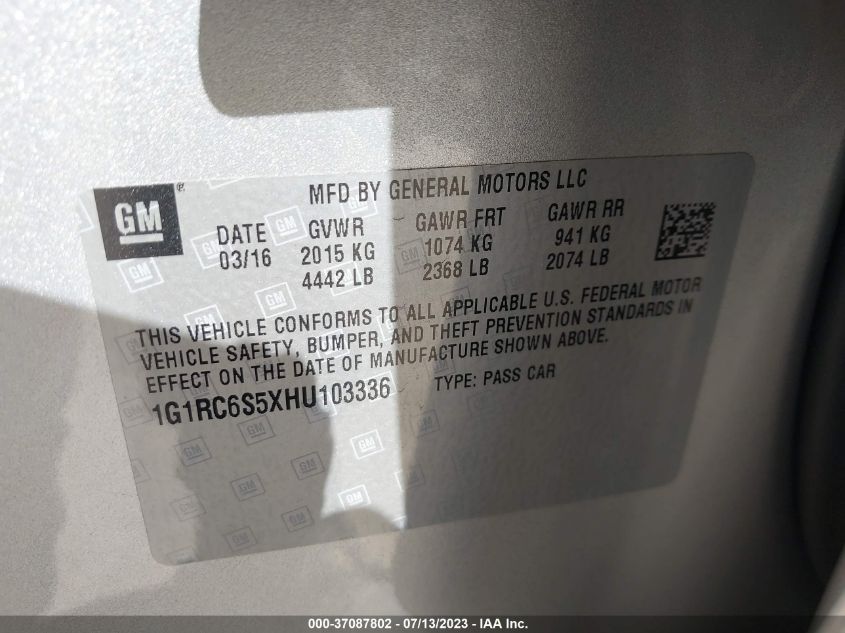 GM®
MFD BY GENERAL MOTORS LLC
DATE GVWR GAWR FRT GAWR RR
03/16 2015 KG 1074 KG 941 KG
4442 LB 2368 LB 2074 LB
THIS VEHICLE CONFORMS TO ALL APPLICABLE U.S. FEDERAL MOTOR
VEHICLE SAFETY, BUMPER, AND THEFT PREVENTION STANDARDS IN
EFFECT ON THE DATE OF MANUFACTURE SHOWN ABOVE.
1G1RC6S5XHU103336 TYPE: PASS CAR
000-37087802 - 07/13/2023 - IAA Inc.